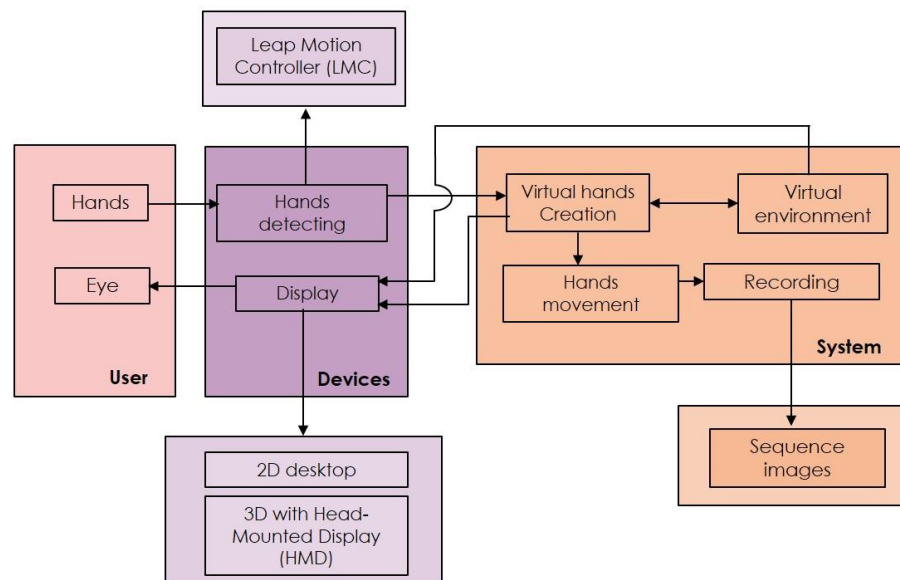 Leap Motion
Controller (LMC)
Hands
Eye
User
Hands
detecting
Display
Devices
Virtual hands
Creation
Virtual
environment
Hands
movement
Recording
System
2D desktop
3D with Head-
Mounted Display
(HMD)
Sequence
images